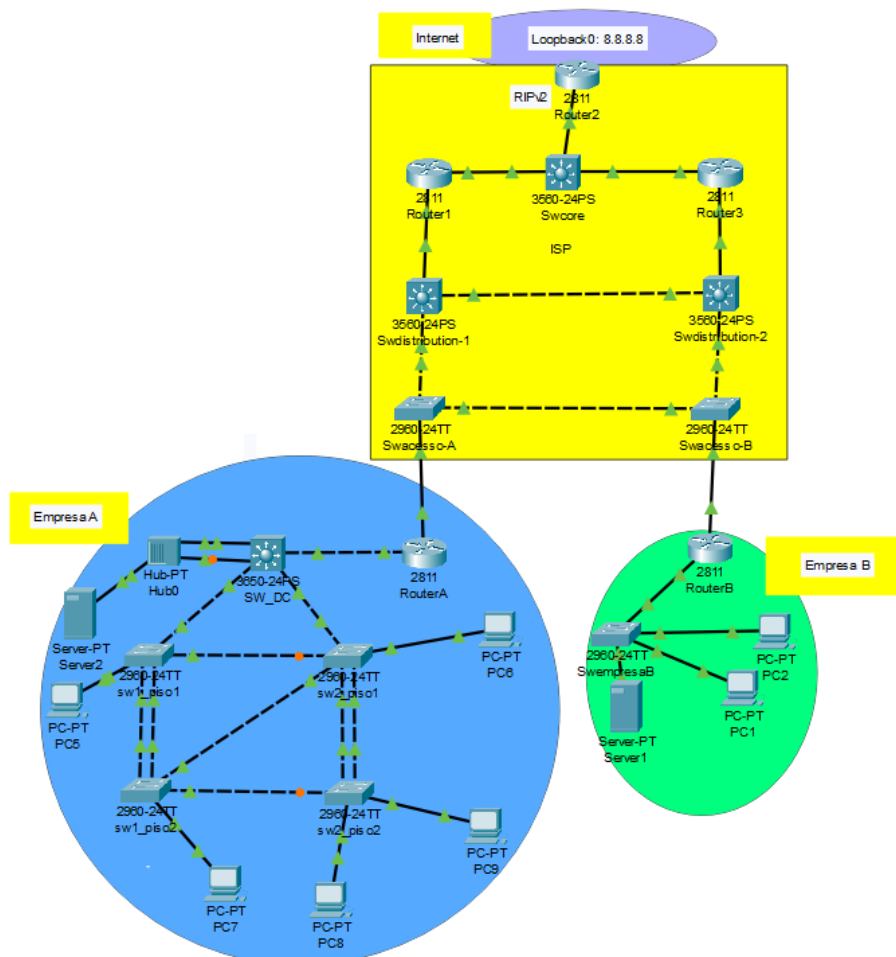 Internet
Loopback0: 8.8.8.8
RIPv2
2811
Router2
2811
Router1
3560-24PS
Swcore
2811
Router3
ISP
3560-24PS
Swdistribution-1
3560-24PS
Swdistribution-2
2960-24TT
Swacesso-A
2960-24TT
Swacesso-B
Empresa A
Hub-PT
Hub0
3650-24PS
SW_DC
2811
RouterA
2811
RouterB
Empresa B
Server-PT
Server2
2960-24TT
sw1_piso1
2960-24TT
sw2_piso1
PC-PT
PC6
PC-PT
PC5
2960-24TT
SwempresaB
PC-PT
PC2
PC-PT
PC1
Server-PT
Server1
2960-24TT
sw1_piso2
2960-24TT
sw2_piso2
PC-PT
PC9
PC-PT
PC7
PC-PT
PC8